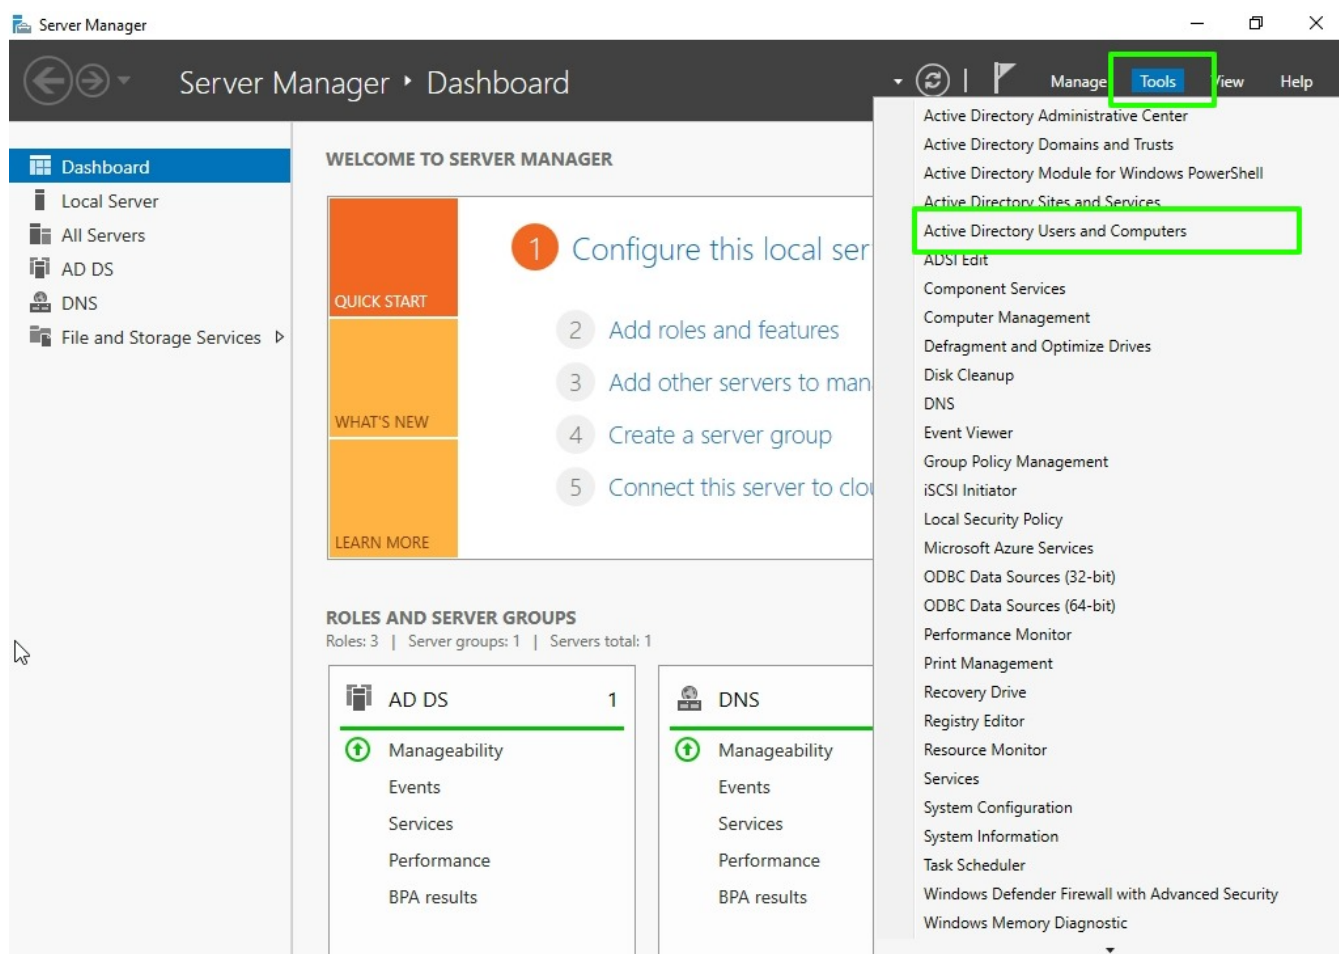 Server Manager
Server Manager ‣ Dashboard
Manage Tools View Help
Dashboard
Local Server
All Servers
AD DS
DNS
File and Storage Services
WELCOME TO SERVER MANAGER
QUICK START
WHAT'S NEW
LEARN MORE
1 Configure this local ser
2 Add roles and features
3 Add other servers to man
4 Create a server group
5 Connect this server to clou
ROLES AND SERVER GROUPS
Roles: 3 | Server groups: 1 | Servers total: 1
AD DS 1
Manageability
Events
Services
Performance
BPA results
DNS
Manageability
Events
Services
Performance
BPA results
Active Directory Administrative Center
Active Directory Domains and Trusts
Active Directory Module for Windows PowerShell
Active Directory Sites and Services
Active Directory Users and Computers
ADSI Edit
Component Services
Computer Management
Defragment and Optimize Drives
Disk Cleanup
DNS
Event Viewer
Group Policy Management
iSCSI Initiator
Local Security Policy
Microsoft Azure Services
ODBC Data Sources (32-bit)
ODBC Data Sources (64-bit)
Performance Monitor
Print Management
Recovery Drive
Registry Editor
Resource Monitor
Services
System Configuration
System Information
Task Scheduler
Windows Defender Firewall with Advanced Security
Windows Memory Diagnostic